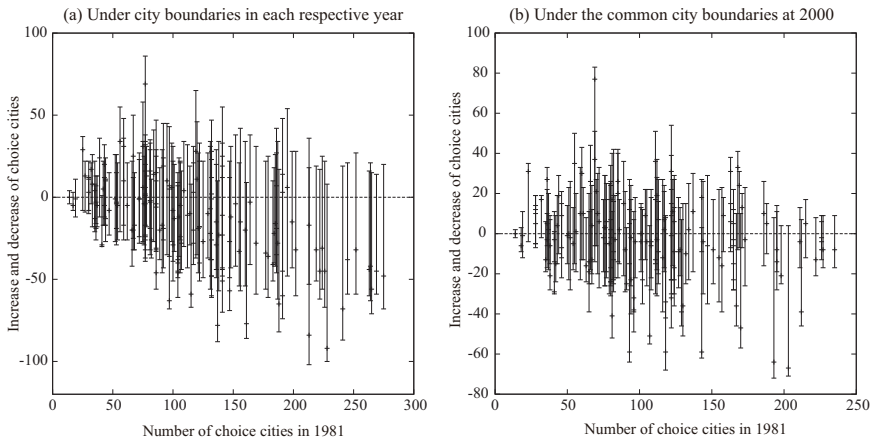 (a) Under city boundaries in each respective year
100
50
0
-50
-100
0 50 100 150 200 250 300
Increase and decrease of choice cities
Number of choice cities in 1981
(b) Under the common city boundaries at 2000
100
80
60
40
20
0
-20
-40
-60
-80
0 50 100 150 200 250
Increase and decrease of choice cities
Number of choice cities in 1981